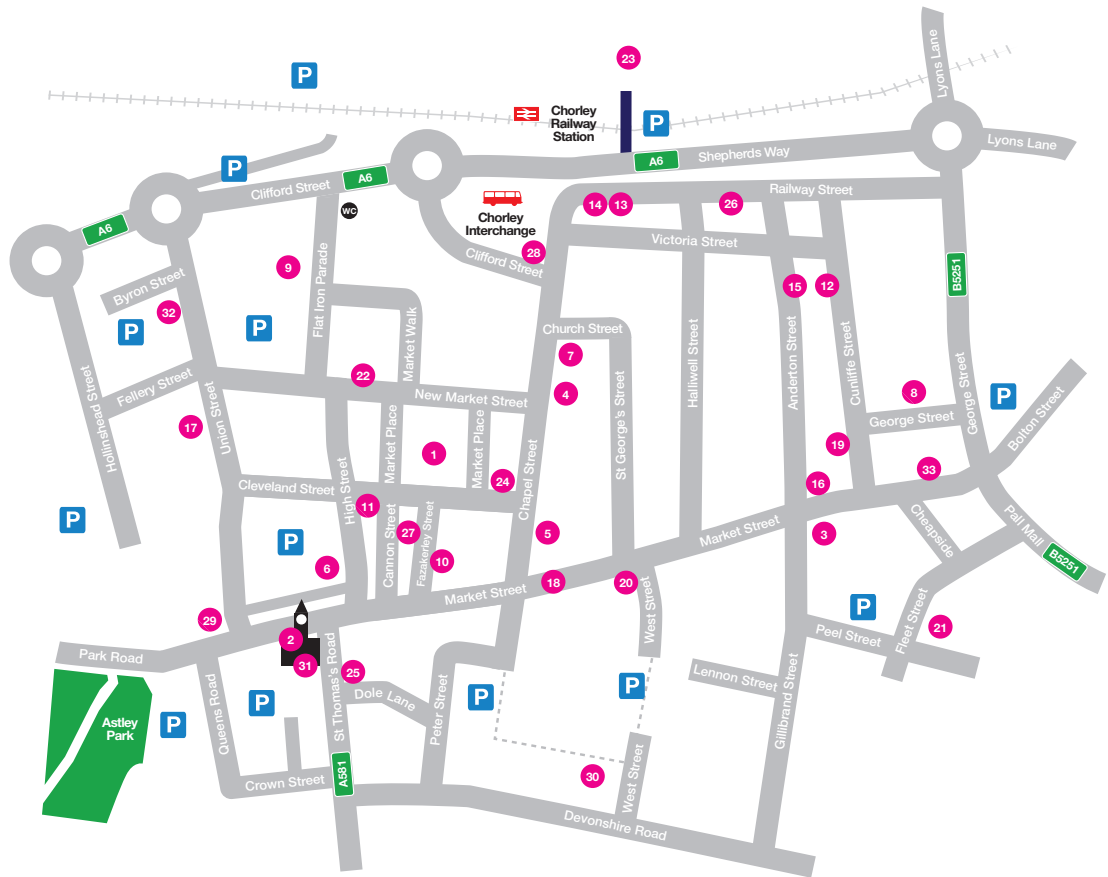 Lyons Lane
23
P
Chorley
Railway
Station
P
Lyons Lane
A6
Shepherds Way
P
Clifford Street
A6
Railway Street
WC
Chorley
Interchange
14
13
26
A6
Victoria Street
28
Clifford Street
9
Flat Iron Parade
Byron Street
15
12
B5251
32
P
P
Church Street
Market Walk
7
22
4
New Market Street
Fellery Street
Hollinshead Street
Union Street
17
St George's Street
Halliwell Street
Anderton Street
Cunliffe Street
8
George Street
George Street
P
Bolton Street
Market Place
1
Market Place
Chapel Street
19
24
16
33
Cleveland Street
High Street
11
P
P
Cannon Street
27
Fazakerley Street
10
5
Market Street
3
Cheapside
Pall Mall
B5251
6
18
20
Market Street
West Street
P
29
2
31
Park Road
St Thomas's Road
25
Peel Street
Fleet Street
21
Queens Road
P
Dole Lane
Peter Street
P
P
Lennon Street
Gillibrand Street
Astley
Park
P
A581
Crown Street
30
West Street
Devonshire Road